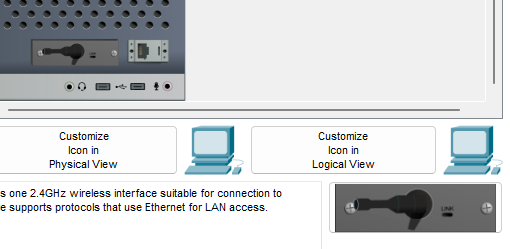 Customize
Icon in
Physical View
Customize
Icon in
Logical View
s one 2.4GHz wireless interface suitable for connection to
e supports protocols that use Ethernet for LAN access.
LINK